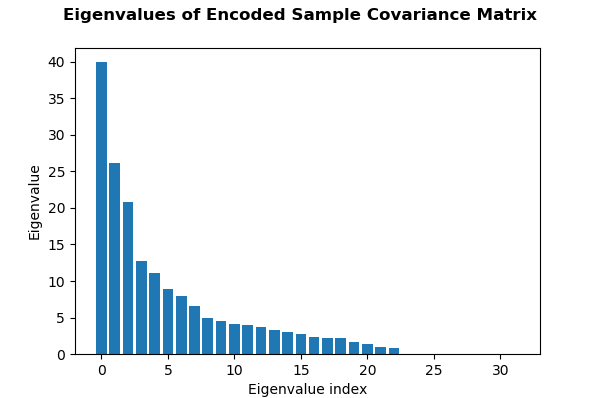 Eigenvalues of Encoded Sample Covariance Matrix
40
35
30
25
20
15
10
5
0
Eigenvalue
0 5 10 15 20 25 30
Eigenvalue index